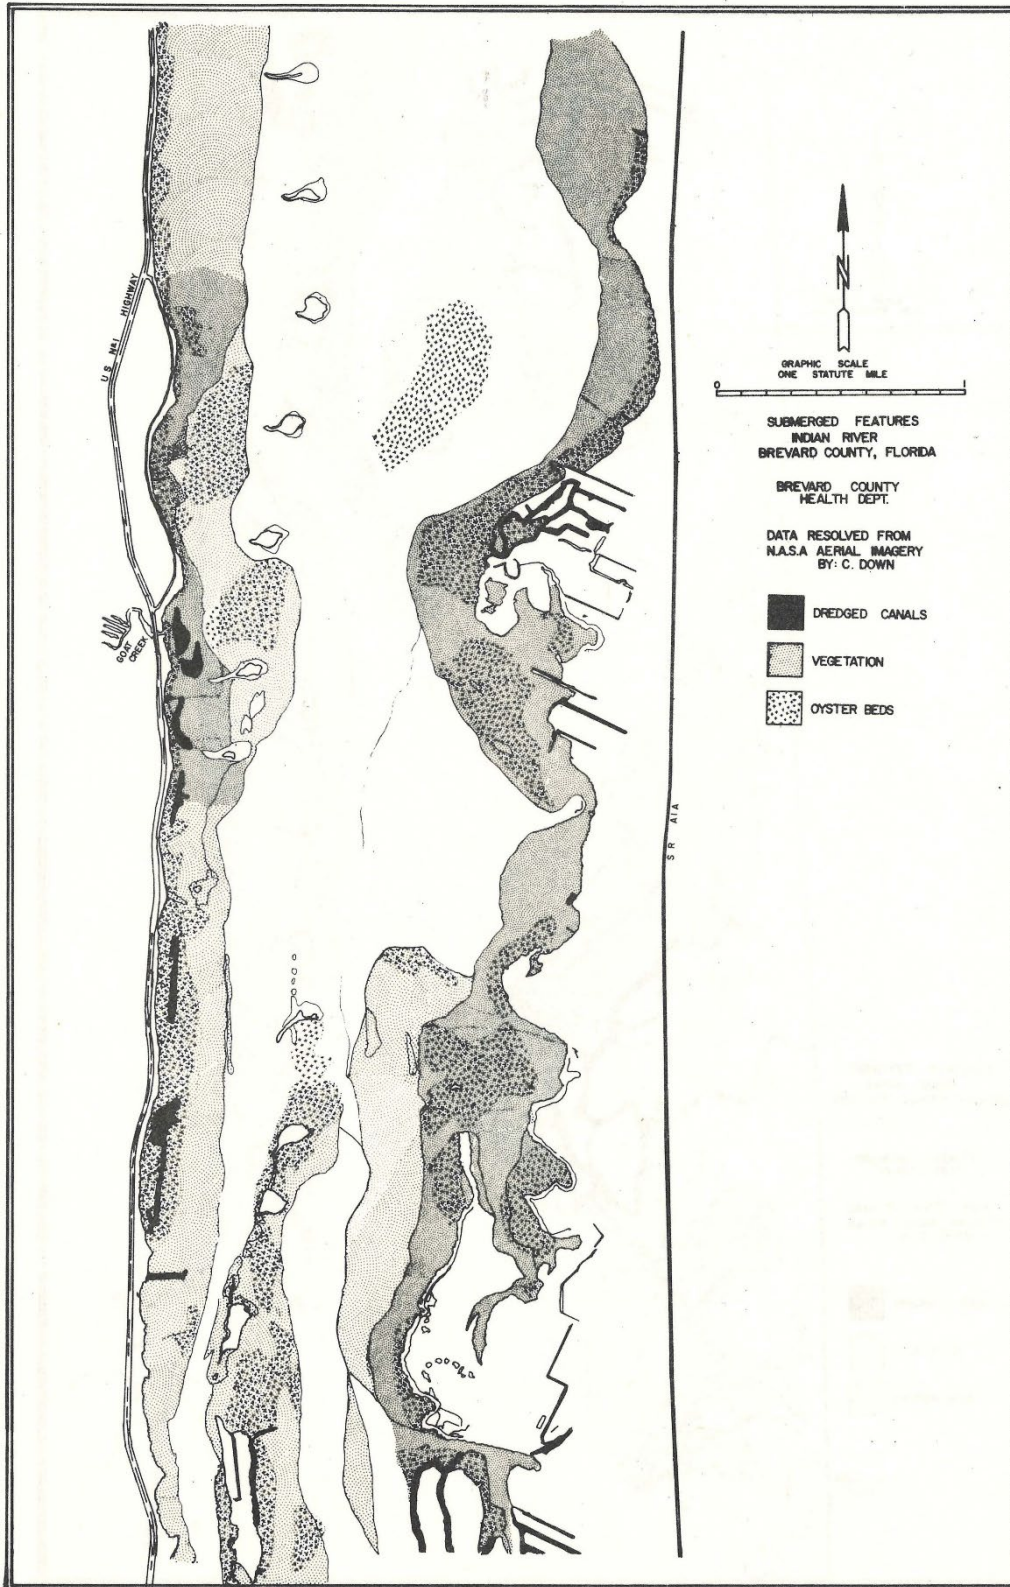 U S No.1 HIGHWAY
GOAT
CREEK
S R A1A
N
GRAPHIC SCALE
ONE STATUTE MILE
0 1
SUBMERGED FEATURES
INDIAN RIVER
BREVARD COUNTY, FLORIDA
BREVARD COUNTY
HEALTH DEPT.
DATA RESOLVED FROM
N.A.S.A AERIAL IMAGERY
BY: C. DOWN
DREDGED CANALS
VEGETATION
OYSTER BEDS